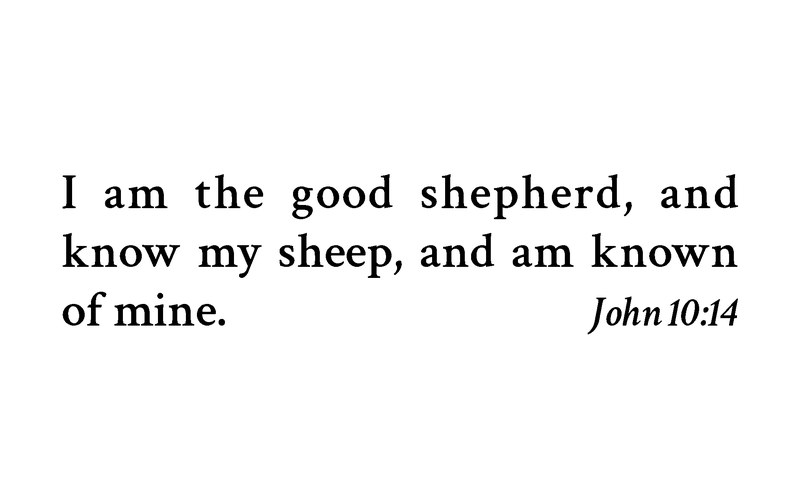 I am the good shepherd, and
know my sheep, and am known
of mine. John 10:14